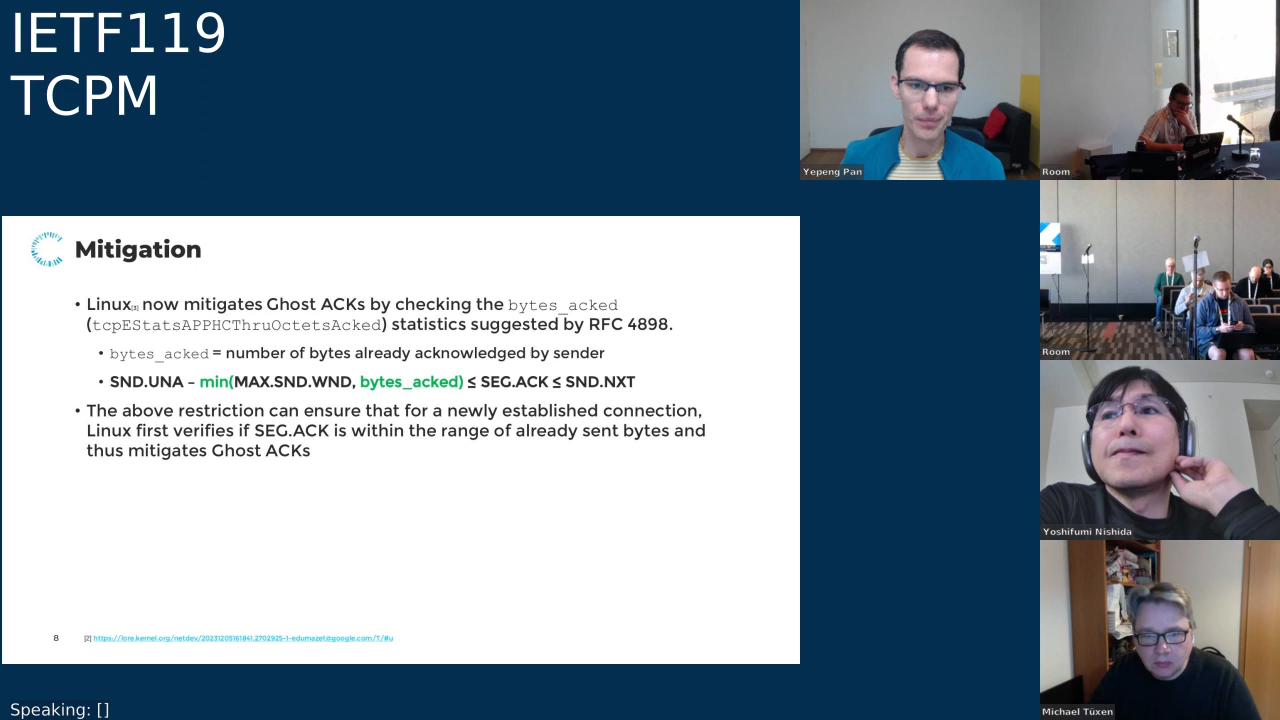 IETF119
TCPM
Yepeng Pan
Room
Room
Yoshifumi Nishida
Michael Tüxen
Mitigation
• Linux[2] now mitigates Ghost ACKs by checking the bytes_acked
(tcpEStatsAPPHCThruOctetsAcked) statistics suggested by RFC 4898.
• bytes_acked = number of bytes already acknowledged by sender
• SND.UNA – min(MAX.SND.WND, bytes_acked) ≤ SEG.ACK ≤ SND.NXT
• The above restriction can ensure that for a newly established connection,
Linux first verifies if SEG.ACK is within the range of already sent bytes and
thus mitigates Ghost ACKs
8
[2] https://lore.kernel.org/netdev/20231205161841.2702925-1-edumazet@google.com/T/#u
Speaking: []